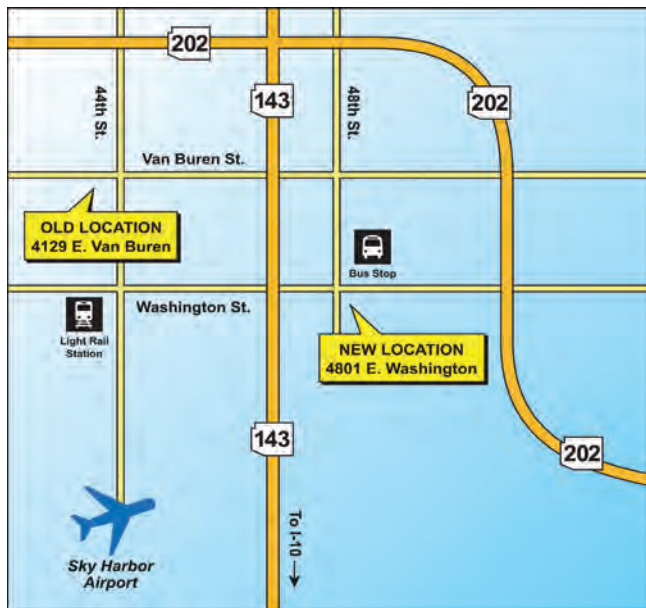 202
44th St.
143
48th St.
202
Van Buren St.
OLD LOCATION
4129 E. Van Buren
Bus Stop
Washington St.
Light Rail
Station
NEW LOCATION
4801 E. Washington
143
202
To I-10
Sky Harbor
Airport